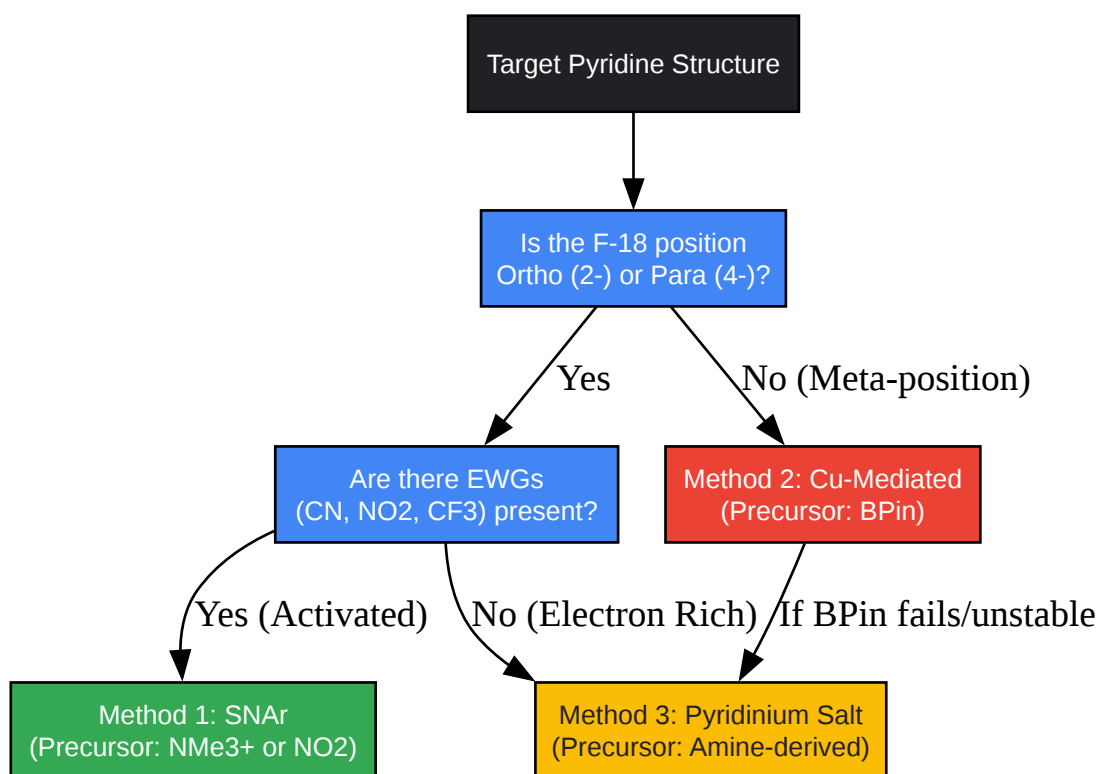 Target Pyridine Structure
Is the F-18 position
Ortho (2-) or Para (4-)?
Yes
No (Meta-position)
Are there EWGs
(CN, NO2, CF3) present?
Method 2: Cu-Mediated
(Precursor: BPin)
Yes (Activated)
No (Electron Rich)
If BPin fails/unstable
Method 1: SNAr
(Precursor: NMe3+ or NO2)
Method 3: Pyridinium Salt
(Precursor: Amine-derived)